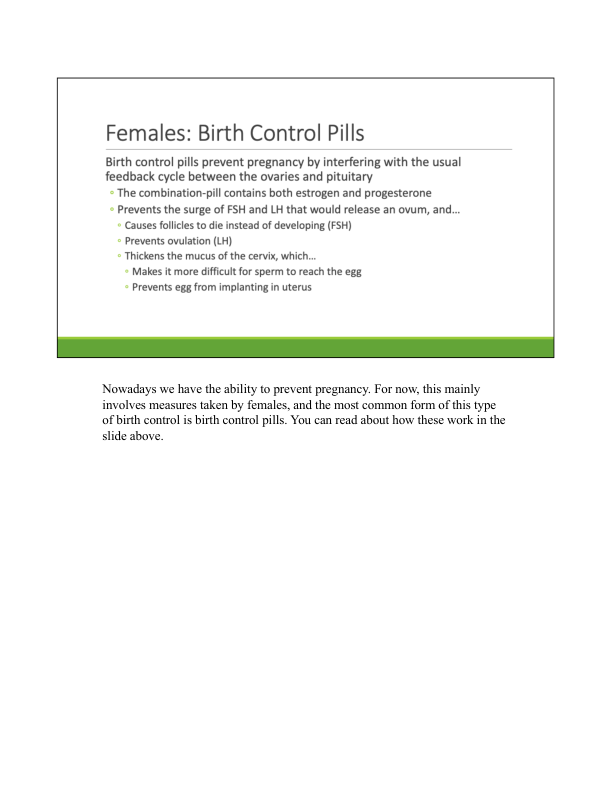 Females: Birth Control Pills
Birth control pills prevent pregnancy by interfering with the usual
feedback cycle between the ovaries and pituitary
◦ The combination-pill contains both estrogen and progesterone
◦ Prevents the surge of FSH and LH that would release an ovum, and…
◦ Causes follicles to die instead of developing (FSH)
◦ Prevents ovulation (LH)
◦ Thickens the mucus of the cervix, which…
◦ Makes it more difficult for sperm to reach the egg
◦ Prevents egg from implanting in uterus
Nowadays we have the ability to prevent pregnancy. For now, this mainly
involves measures taken by females, and the most common form of this type
of birth control is birth control pills. You can read about how these work in the
slide above.